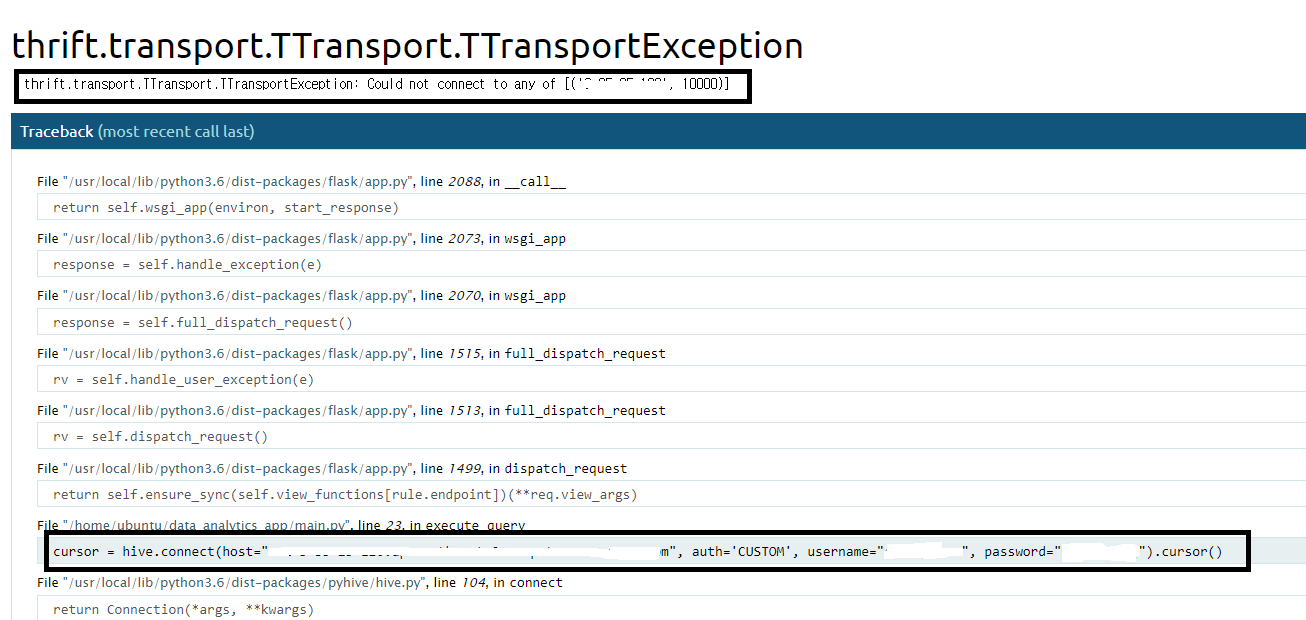 thrift.transport.TTransport.TTransportException
thrift.transport.TTransport.TTransportException: Could not connect to any of [(' ', 10000)]
Traceback (most recent call last)
File "/usr/local/lib/python3.6/dist-packages/flask/app.py", line 2088, in __call__
return self.wsgi_app(environ, start_response)
File "/usr/local/lib/python3.6/dist-packages/flask/app.py", line 2073, in wsgi_app
response = self.handle_exception(e)
File "/usr/local/lib/python3.6/dist-packages/flask/app.py", line 2070, in wsgi_app
response = self.full_dispatch_request()
File "/usr/local/lib/python3.6/dist-packages/flask/app.py", line 1515, in full_dispatch_request
rv = self.handle_user_exception(e)
File "/usr/local/lib/python3.6/dist-packages/flask/app.py", line 1513, in full_dispatch_request
rv = self.dispatch_request()
File "/usr/local/lib/python3.6/dist-packages/flask/app.py", line 1499, in dispatch_request
return self.ensure_sync(self.view_functions[rule.endpoint])(**req.view_args)
File "/home/ubuntu/data_analytics_app/main.py", line 23, in execute_query
cursor = hive.connect(host=" m", auth='CUSTOM', username=" ", password=" ").cursor()
File "/usr/local/lib/python3.6/dist-packages/pyhive/hive.py", line 104, in connect
return Connection(*args, **kwargs)